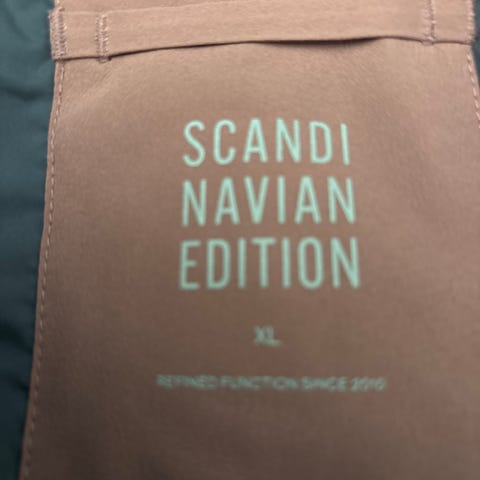 SCANDI
NAVIAN
EDITION
XL
REFINED FUNCTION SINCE 2010